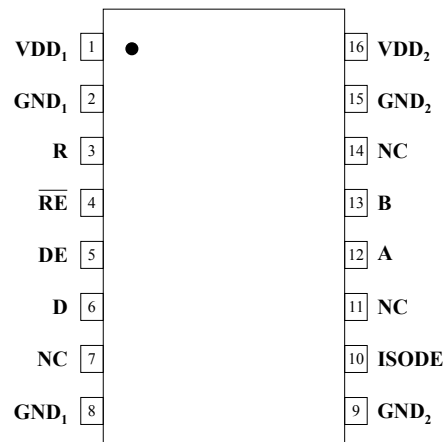 VDD₁ 1 16 VDD₂
GND₁ 2 15 GND₂
R 3 14 NC
R̅E̅ 4 13 B
DE 5 12 A
D 6 11 NC
NC 7 10 ISODE
GND₁ 8 9 GND₂